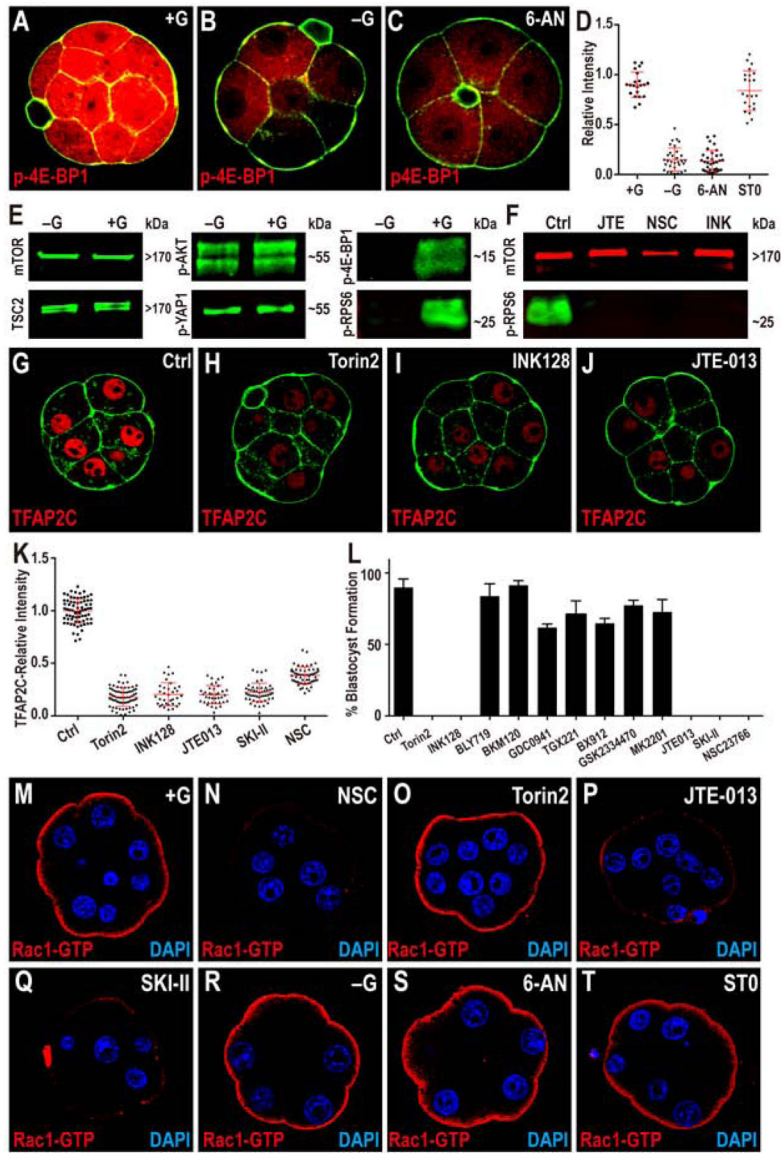 A +G
p-4E-BP1
B –G
p-4E-BP1
C 6-AN
p4E-BP1
D
Relative Intensity
1.5
1.0
0.5
0.0
+G –G 6-AN ST0
E –G +G kDa
mTOR >170
TSC2 >170
–G +G kDa
p-AKT ~55
p-YAP1 ~55
–G +G kDa
p-4E-BP1 ~15
p-RPS6 ~25
F Ctrl JTE NSC INK kDa
mTOR >170
p-RPS6 ~25
G Ctrl
TFAP2C
H Torin2
TFAP2C
I INK128
TFAP2C
J JTE-013
TFAP2C
K
TFAP2C-Relative Intensity
1.5
1.0
0.5
0.0
Ctrl Torin2 INK128 JTE013 SKI-II NSC
L
% Blastocyst Formation
100
50
0
Ctrl Torin2 INK128 BLY719 BKM120 GDC0941 TGX221 BX912 GSK2334470 MK2201 JTE013 SKI-II NSC23766
M +G
Rac1-GTP DAPI
N NSC
Rac1-GTP DAPI
O Torin2
Rac1-GTP DAPI
P JTE-013
Rac1-GTP DAPI
Q SKI-II
Rac1-GTP DAPI
R –G
Rac1-GTP DAPI
S 6-AN
Rac1-GTP DAPI
T ST0
Rac1-GTP DAPI